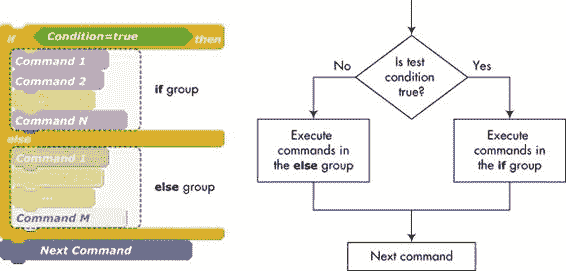 if Condition=true then
Command 1
Command 2
...
Command N
if group
else
Command 1
...
Command M
else group
Next Command
Is test
condition
true?
No
Yes
Execute
commands in
the else group
Execute
commands in
the if group
Next command